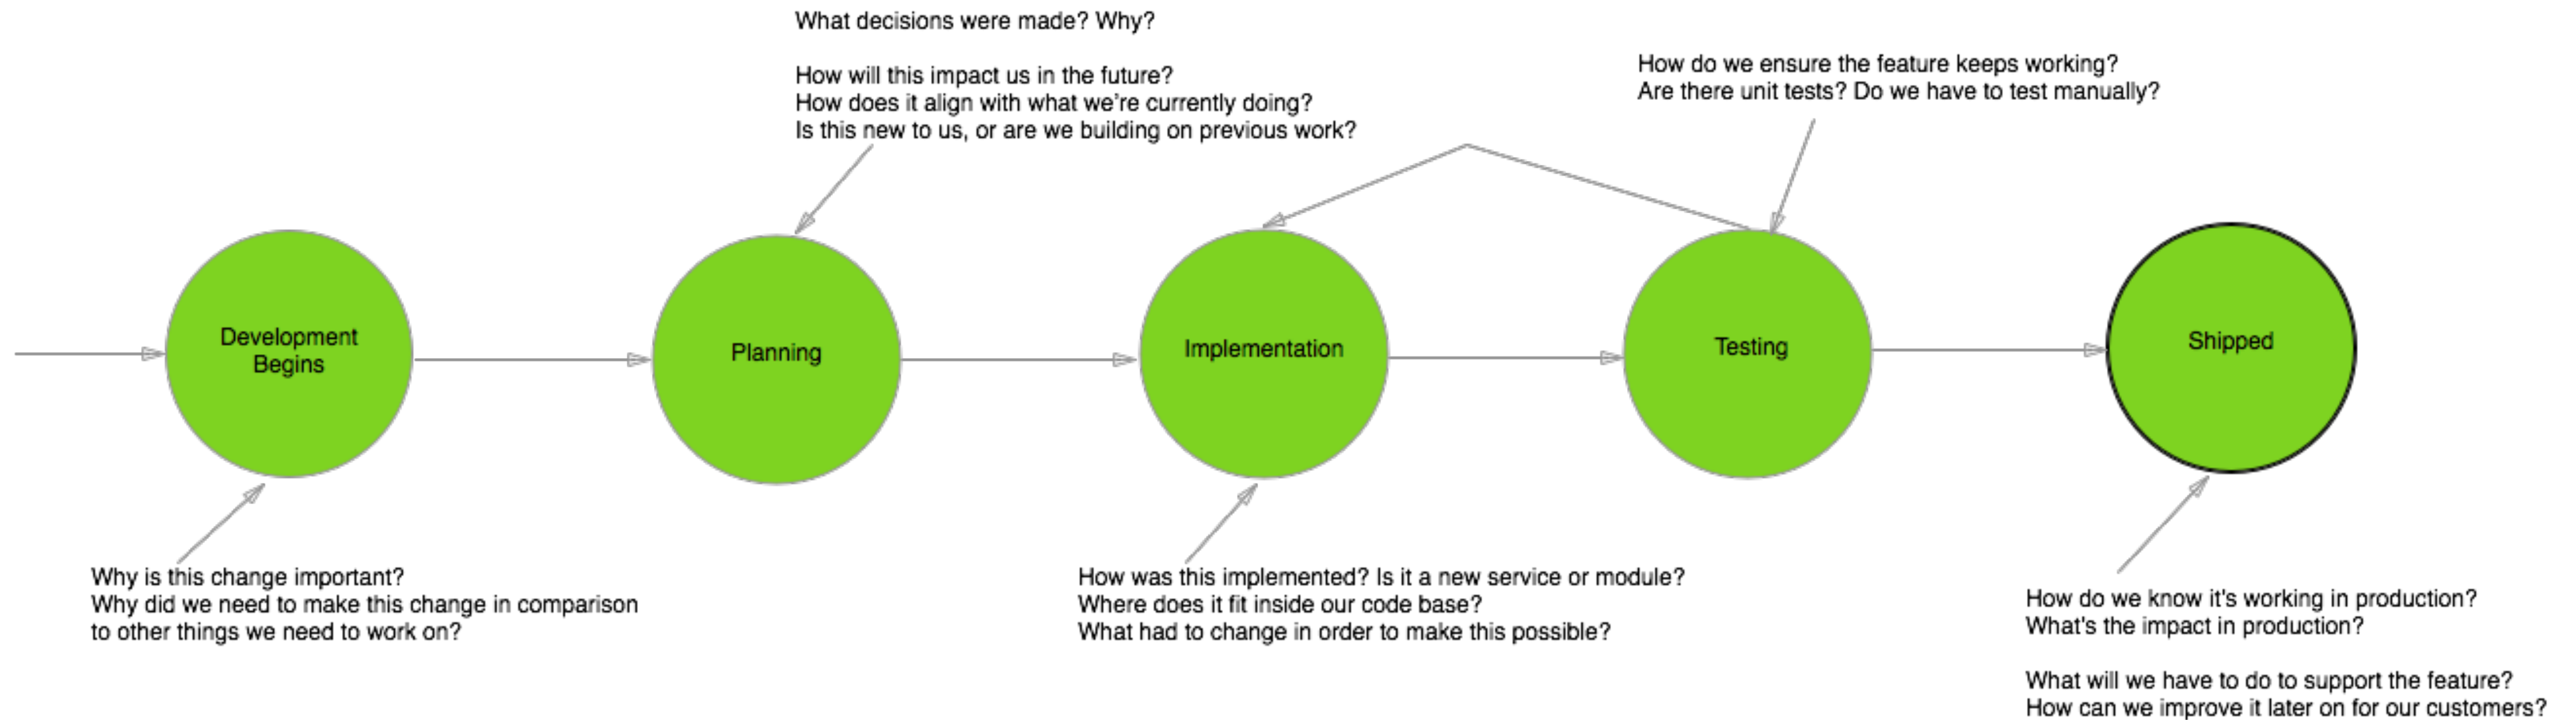 What decisions were made? Why?
How will this impact us in the future?
How does it align with what we're currently doing?
Is this new to us, or are we building on previous work?
How do we ensure the feature keeps working?
Are there unit tests? Do we have to test manually?
Development
Begins
Planning
Implementation
Testing
Shipped
Why is this change important?
Why did we need to make this change in comparison
to other things we need to work on?
How was this implemented? Is it a new service or module?
Where does it fit inside our code base?
What had to change in order to make this possible?
How do we know it's working in production?
What's the impact in production?
What will we have to do to support the feature?
How can we improve it later on for our customers?